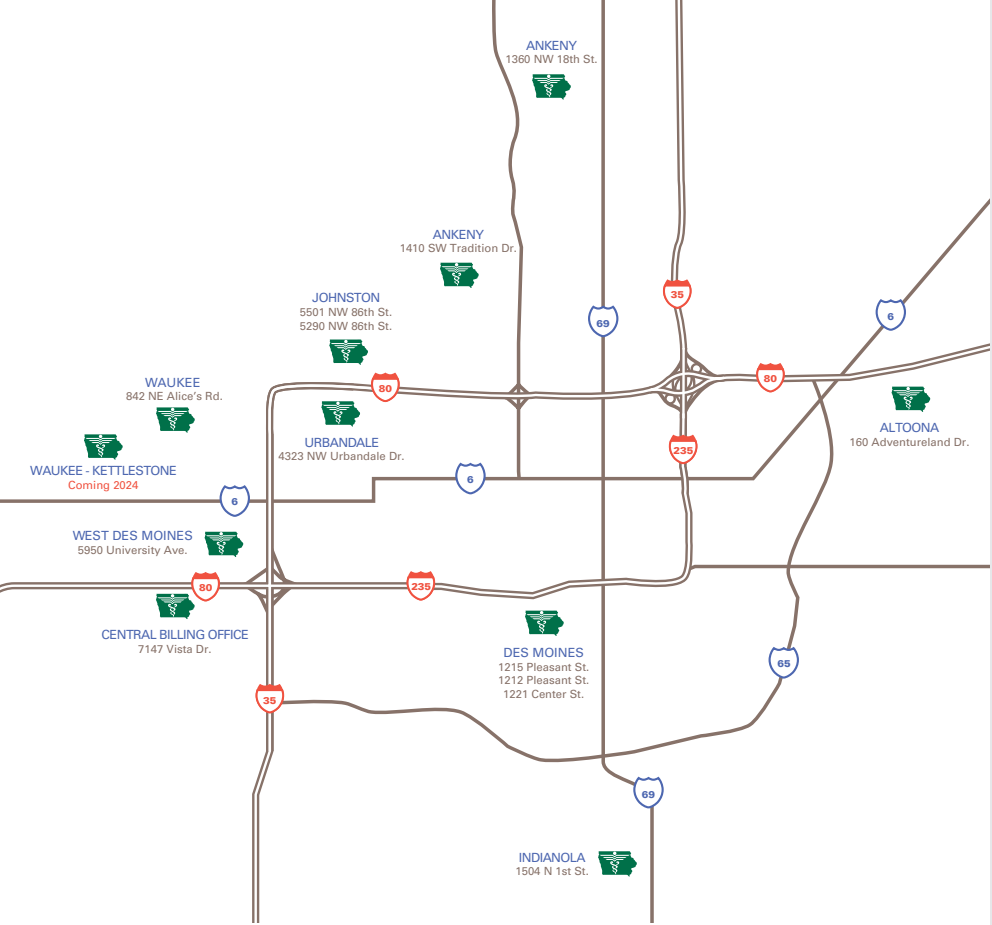 ANKENY
1360 NW 18th St.
ANKENY
1410 SW Tradition Dr.
35
JOHNSTON
5501 NW 86th St.
5290 NW 86th St.
69
6
WAUKEE
842 NE Alice's Rd.
80
80
URBANDALE
4323 NW Urbandale Dr.
ALTOONA
160 Adventureland Dr.
235
WAUKEE - KETTLESTONE
Coming 2024
6
6
WEST DES MOINES
5950 University Ave.
80
235
CENTRAL BILLING OFFICE
7147 Vista Dr.
DES MOINES
1215 Pleasant St.
1212 Pleasant St.
1221 Center St.
65
35
69
INDIANOLA
1504 N 1st St.